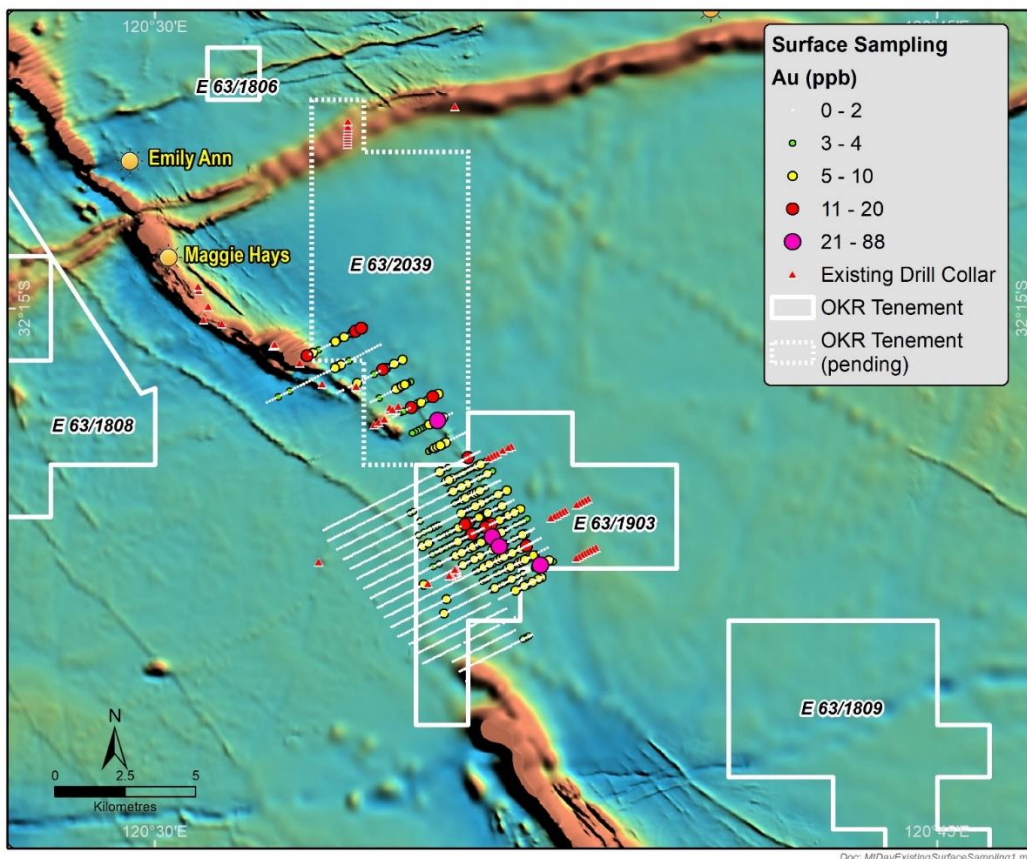 120°30'E
120°45'E
Surface Sampling
Au (ppb)
0 - 2
3 - 4
5 - 10
11 - 20
21 - 88
Existing Drill Collar
OKR Tenement
OKR Tenement
(pending)
E 63/1806
Emily Ann
Maggie Hays
E 63/2039
32°15'S
32°15'S
E 63/1808
E 63/1903
E 63/1809
N
0 2.5 5
Kilometres
120°30'E
120°45'E